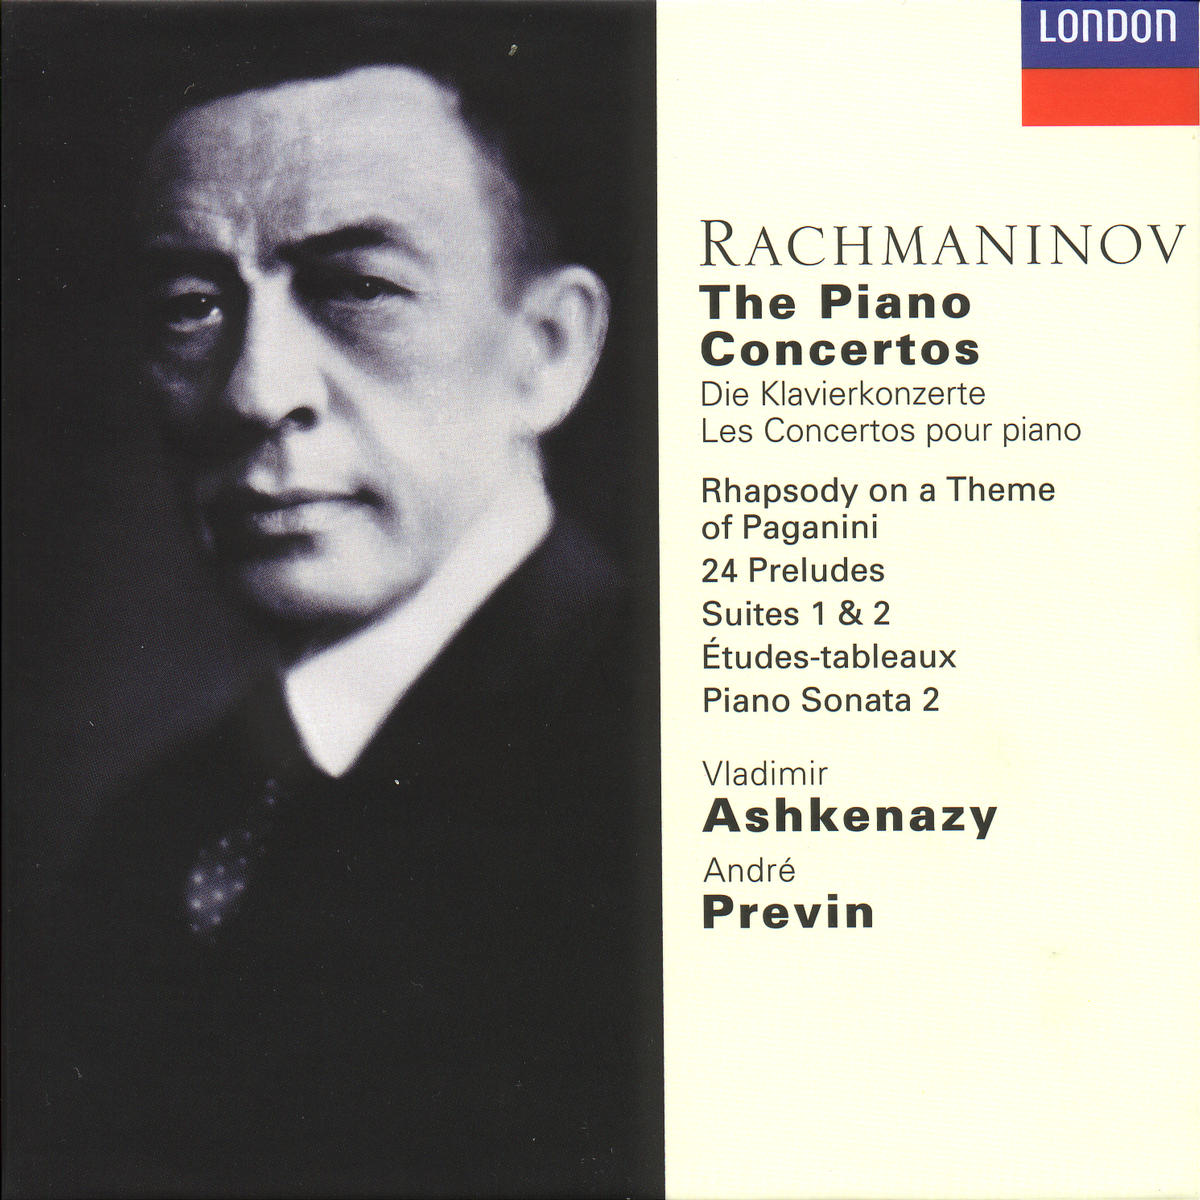 LONDON
RACHMANINOV
The Piano
Concertos
Die Klavierkonzerte
Les Concertos pour piano
Rhapsody on a Theme
of Paganini
24 Preludes
Suites 1 & 2
Études-tableaux
Piano Sonata 2
Vladimir
Ashkenazy
André
Previn